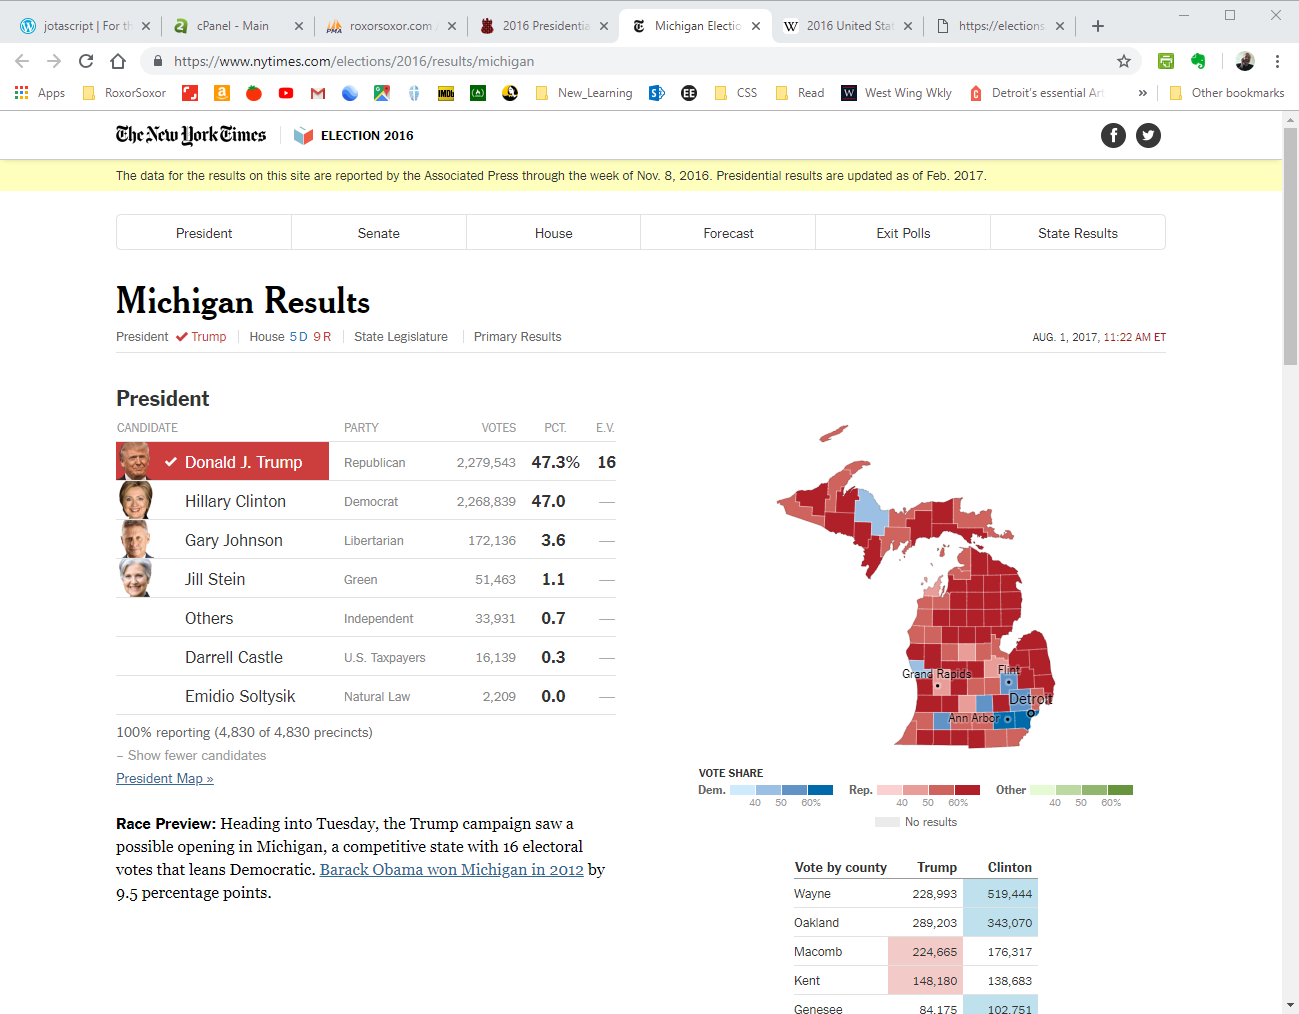 jotascript | For th
cPanel - Main
roxorsoxor.com
2016 Presidentia
Michigan Electio
2016 United Stat
https://elections
https://www.nytimes.com/elections/2016/results/michigan
Apps RoxorSoxor New_Learning CSS Read West Wing Wkly Detroit's essential Art » Other bookmarks
The New York Times ELECTION 2016
The data for the results on this site are reported by the Associated Press through the week of Nov. 8, 2016. Presidential results are updated as of Feb. 2017.
President Senate House Forecast Exit Polls State Results
Michigan Results
President Trump House 5 D 9 R State Legislature Primary Results AUG. 1, 2017, 11:22 AM ET
President
CANDIDATE PARTY VOTES PCT. E.V.
Donald J. Trump Republican 2,279,543 47.3% 16
Hillary Clinton Democrat 2,268,839 47.0 —
Gary Johnson Libertarian 172,136 3.6 —
Jill Stein Green 51,463 1.1 —
Others Independent 33,931 0.7 —
Darrell Castle U.S. Taxpayers 16,139 0.3 —
Emidio Soltysik Natural Law 2,209 0.0 —
100% reporting (4,830 of 4,830 precincts)
– Show fewer candidates
President Map »
Race Preview: Heading into Tuesday, the Trump campaign saw a
possible opening in Michigan, a competitive state with 16 electoral
votes that leans Democratic. Barack Obama won Michigan in 2012 by
9.5 percentage points.
Grand Rapids
Flint
Detroit
Ann Arbor
VOTE SHARE
Dem. Rep. Other
40 50 60% 40 50 60% 40 50 60%
No results
Vote by county Trump Clinton
Wayne 228,993 519,444
Oakland 289,203 343,070
Macomb 224,665 176,317
Kent 148,180 138,683
Genesee 84,175 102,751